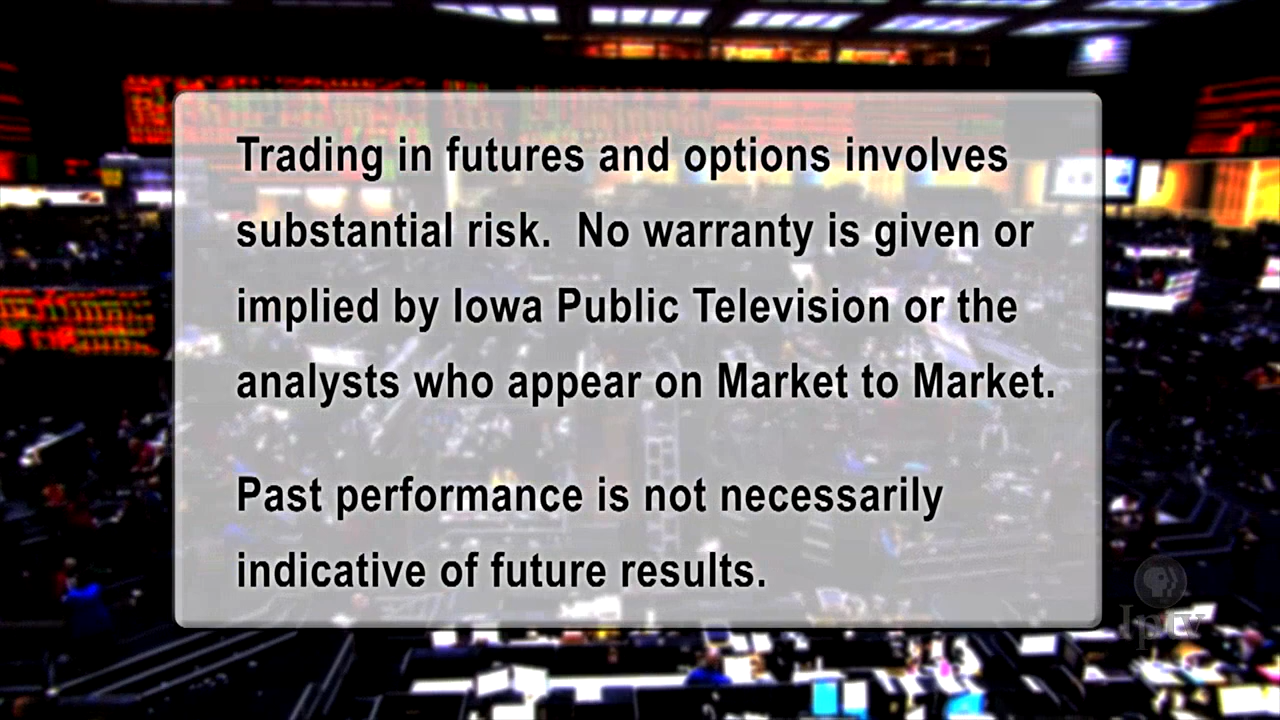 Trading in futures and options involves
substantial risk.  No warranty is given or
implied by Iowa Public Television or the
analysts who appear on Market to Market.
Past performance is not necessarily
indicative of future results.
Iptv